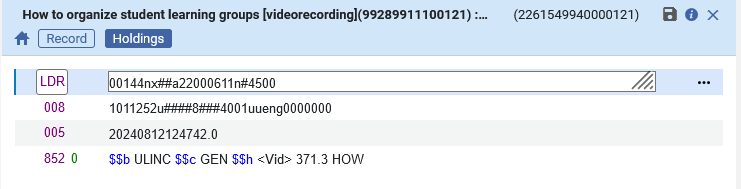 How to organize student learning groups [videorecording](99289911100121) :... (2261549940000121)
Record Holdings
LDR 00144nx##a22000611n#4500
008 1011252u####8###4001uueng0000000
005 20240812124742.0
852 0 $$b ULINC $$c GEN $$h <Vid> 371.3 HOW